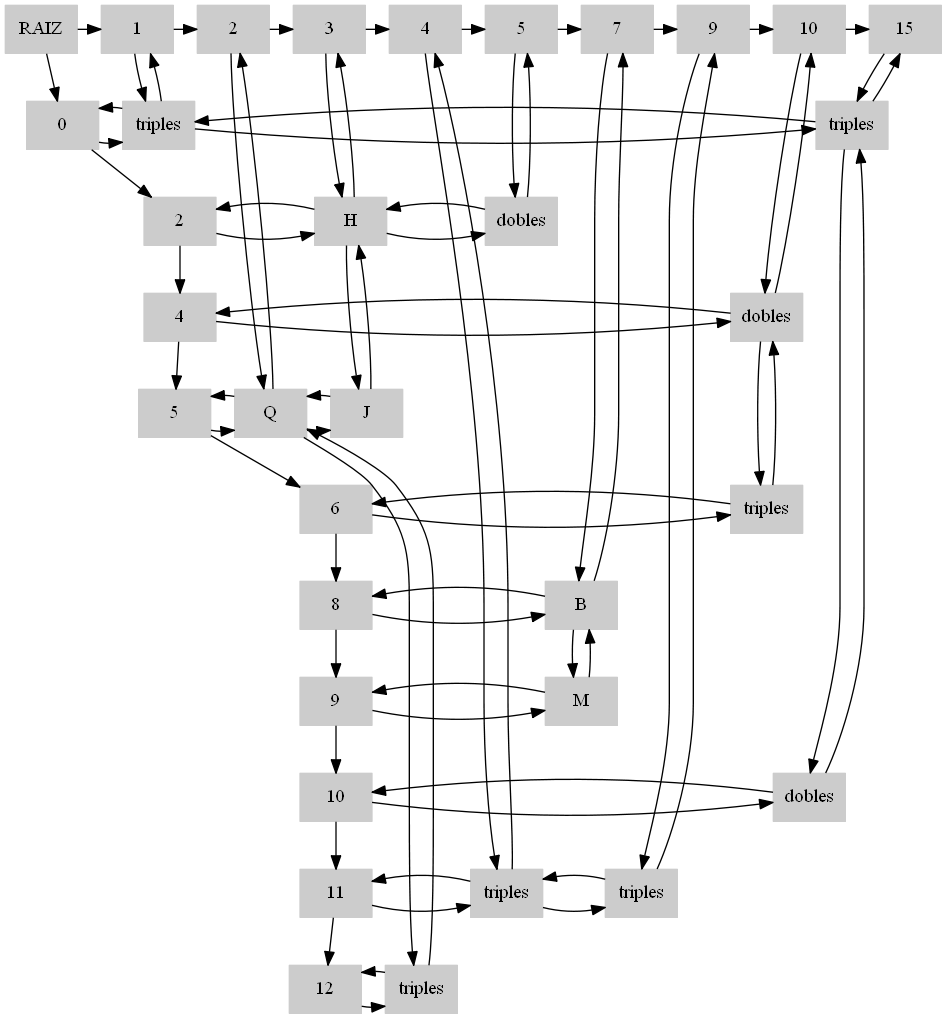 RAIZ 1 2 3 4 5 7 9 10 15
0 triples triples
2 H dobles
4 dobles
5 Q J
6 triples
8 B
9 M
10 dobles
11 triples triples
12 triples